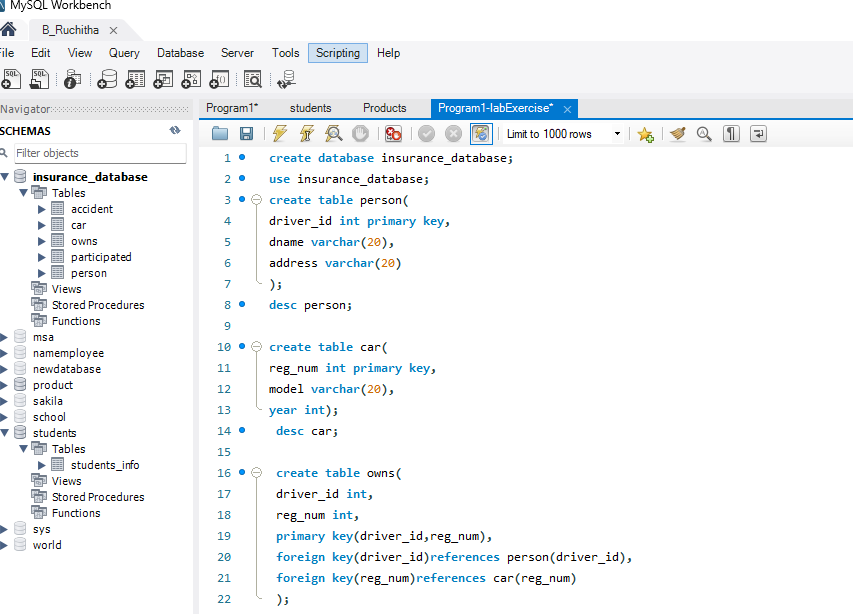 MySQL Workbench
B_Ruchitha
File Edit View Query Database Server Tools Scripting Help
Navigator
SCHEMAS
Filter objects
insurance_database
Tables
accident
car
owns
participated
person
Views
Stored Procedures
Functions
msa
namemployee
newdatabase
product
sakila
school
students
Tables
students_info
Views
Stored Procedures
Functions
sys
world
Program1* students Products Program1-labExercise*
Limit to 1000 rows
1 create database insurance_database;
2 use insurance_database;
3 create table person(
4 driver_id int primary key,
5 dname varchar(20),
6 address varchar(20)
7 );
8 desc person;
9
10 create table car(
11 reg_num int primary key,
12 model varchar(20),
13 year int);
14 desc car;
15
16 create table owns(
17 driver_id int,
18 reg_num int,
19 primary key(driver_id,reg_num),
20 foreign key(driver_id)references person(driver_id),
21 foreign key(reg_num)references car(reg_num)
22 );